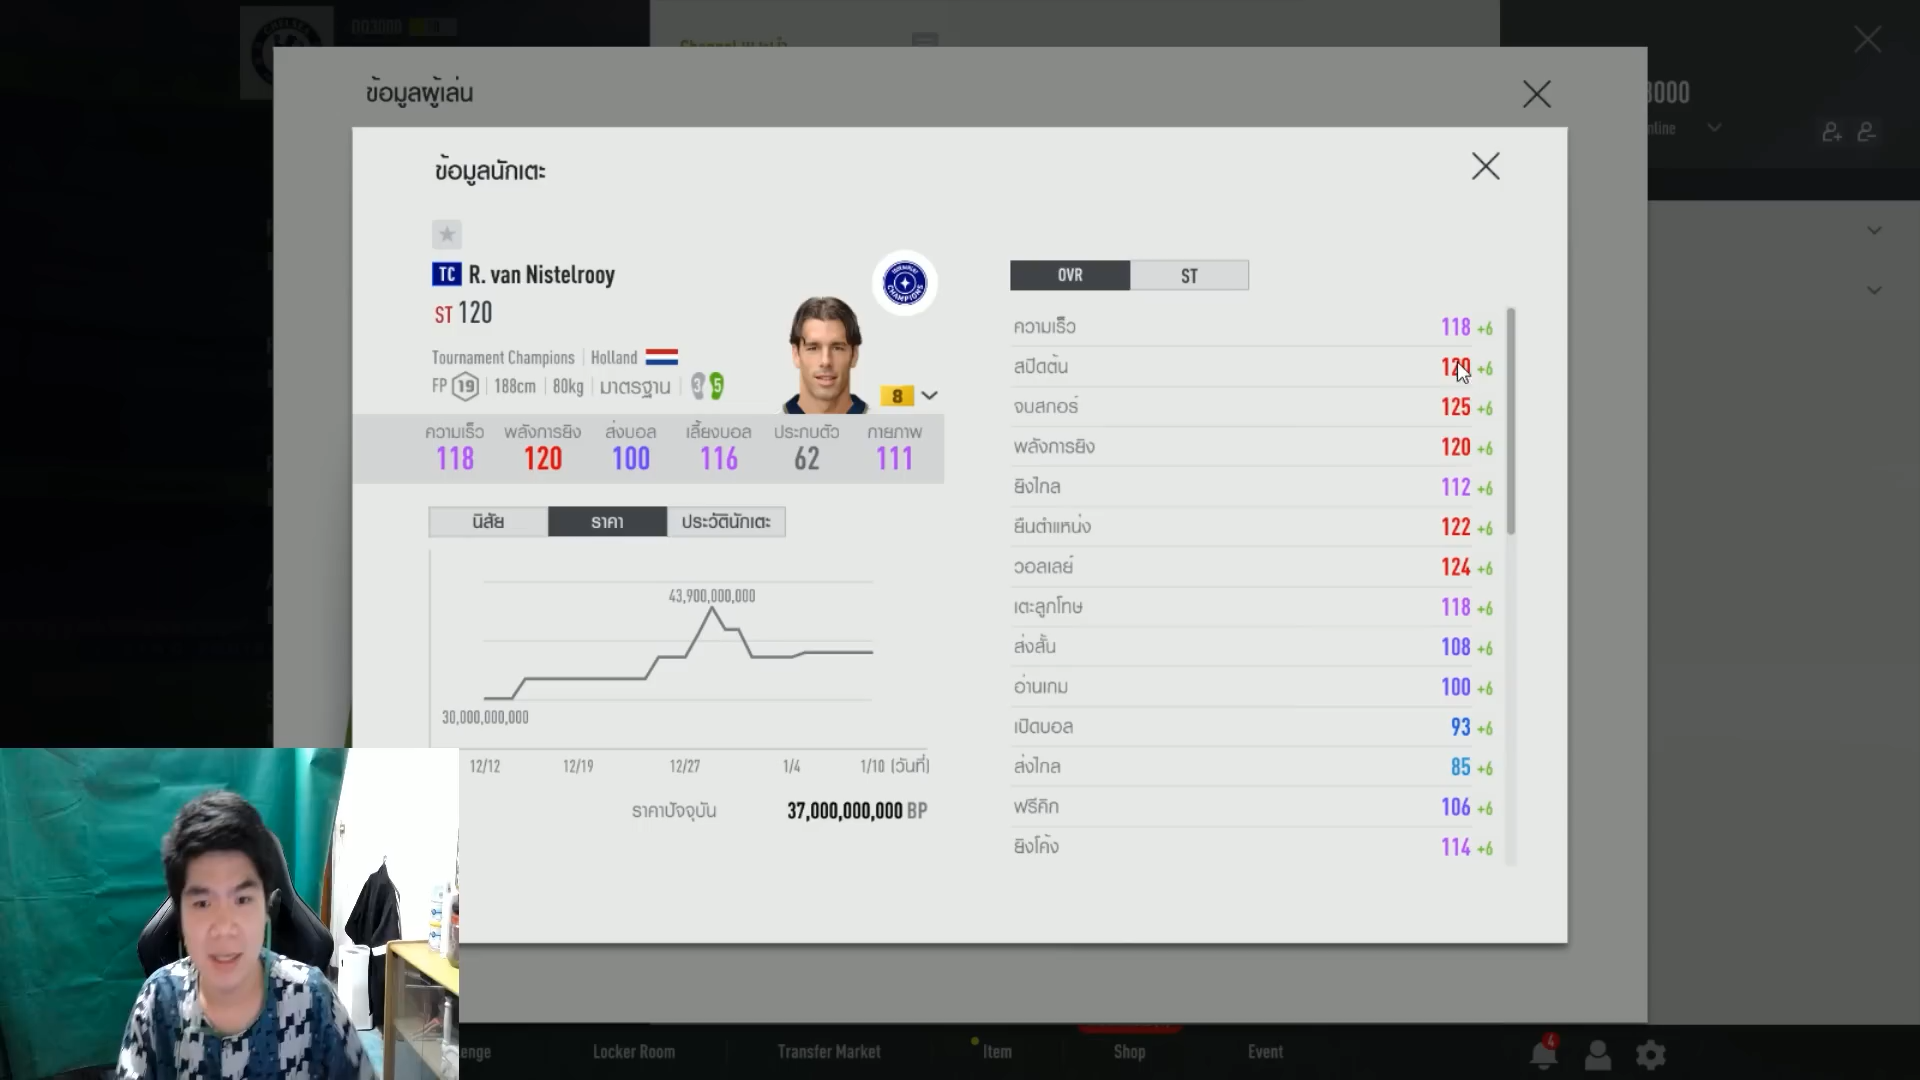 ข้อมูลผู้เล่น
3000
nline
ข้อมูลนักเตะ
TC R. van Nistelrooy
ST 120
Tournament Champions Holland
FP 19 188cm 80kg มาตรฐาน 3 5
8
ความเร็ว พลังการยิง ส่งบอล เลี้ยงบอล ประกบตัว กายภาพ
118 120 100 116 62 111
นิสัย ราคา ประวัตินักเตะ
43,900,000,000
30,000,000,000
12/12 12/19 12/27 1/4 1/10 (วันที่)
ราคาปัจจุบัน 37,000,000,000 BP
OVR ST
ความเร็ว 118 +6
สปีดต้น 120 +6
จบสกอร์ 125 +6
พลังการยิง 120 +6
ยิงไกล 112 +6
ยืนตำแหน่ง 122 +6
วอลเลย์ 124 +6
เตะลูกโทษ 118 +6
ส่งสั้น 108 +6
อ่านเกม 100 +6
เปิดบอล 93 +6
ส่งไกล 85 +6
ฟรีคิก 106 +6
ยิงโค้ง 114 +6
enge Locker Room Transfer Market Item Shop Event 4